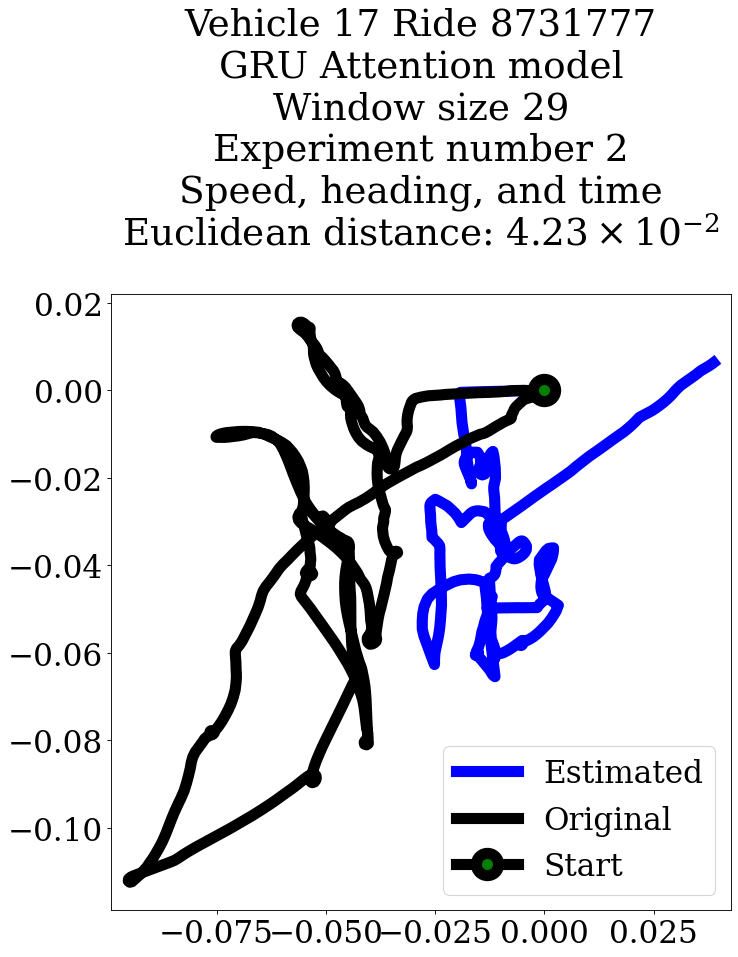 Vehicle 17 Ride 8731777
GRU Attention model
Window size 29
Experiment number 2
Speed, heading, and time
Euclidean distance: 4.23 × 10⁻²
0.02
0.00
−0.02
−0.04
−0.06
−0.08
−0.10
Estimated
Original
Start
−0.075 −0.050 −0.025 0.000 0.025